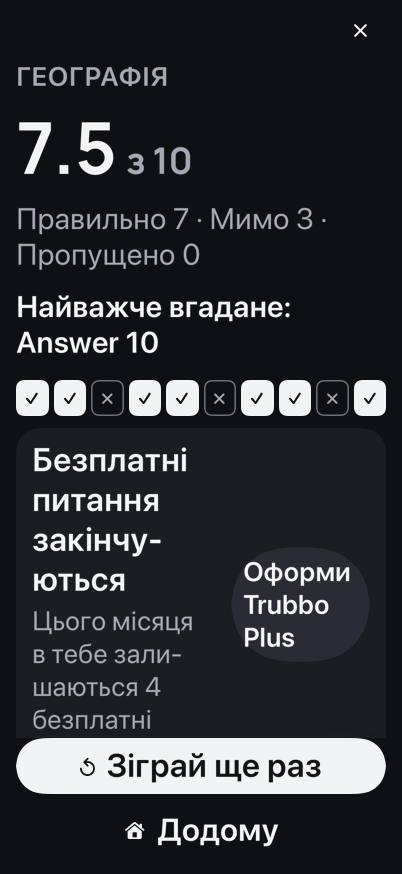 ГЕОГРАФІЯ
7.5 з 10
Правильно 7 · Мимо 3 ·
Пропущено 0
Найважче вгадане:
Answer 10
Безплатні
питання
закінчу-
ються
Цього місяця
в тебе зали-
шаються 4
безплатні
Оформи
Trubbo
Plus
Зіграй ще раз
Додому